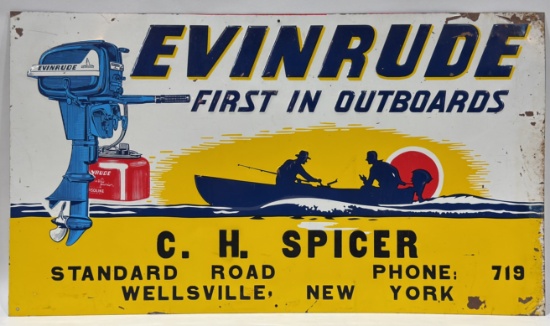 EVINRUDE
FIRST IN OUTBOARDS
EVINRUDE
C. H. SPICER
STANDARD ROAD PHONE: 719
WELLSVILLE, NEW YORK